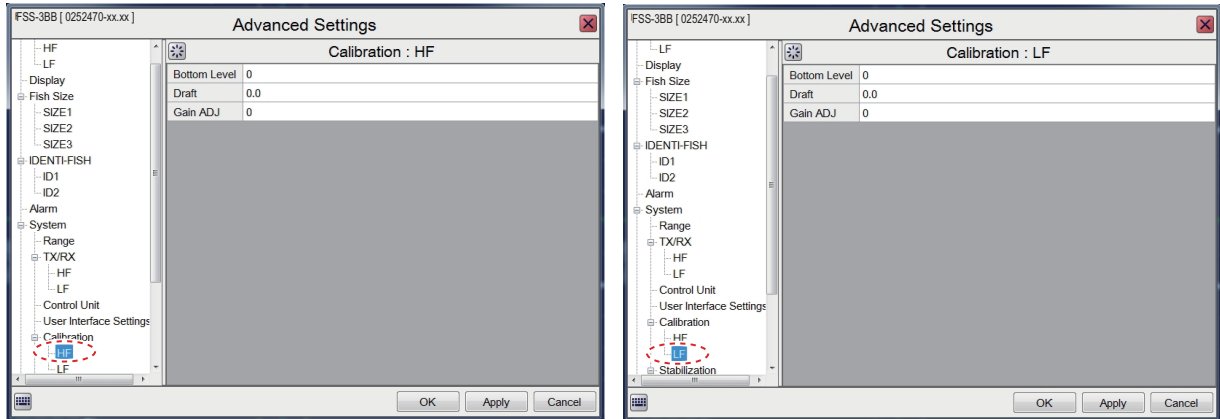 FSS-3BB [ 0252470-xx.xx ]
Advanced Settings
HF
LF
Display
Fish Size
SIZE1
SIZE2
SIZE3
IDENTI-FISH
ID1
ID2
Alarm
System
Range
TX/RX
HF
LF
Control Unit
User Interface Settings
Calibration
HF
LF
Calibration : HF
Bottom Level 0
Draft 0.0
Gain ADJ 0
OK Apply Cancel
FSS-3BB [ 0252470-xx.xx ]
Advanced Settings
LF
Display
Fish Size
SIZE1
SIZE2
SIZE3
IDENTI-FISH
ID1
ID2
Alarm
System
Range
TX/RX
HF
LF
Control Unit
User Interface Settings
Calibration
HF
LF
Stabilization
Calibration : LF
Bottom Level 0
Draft 0.0
Gain ADJ 0
OK Apply Cancel